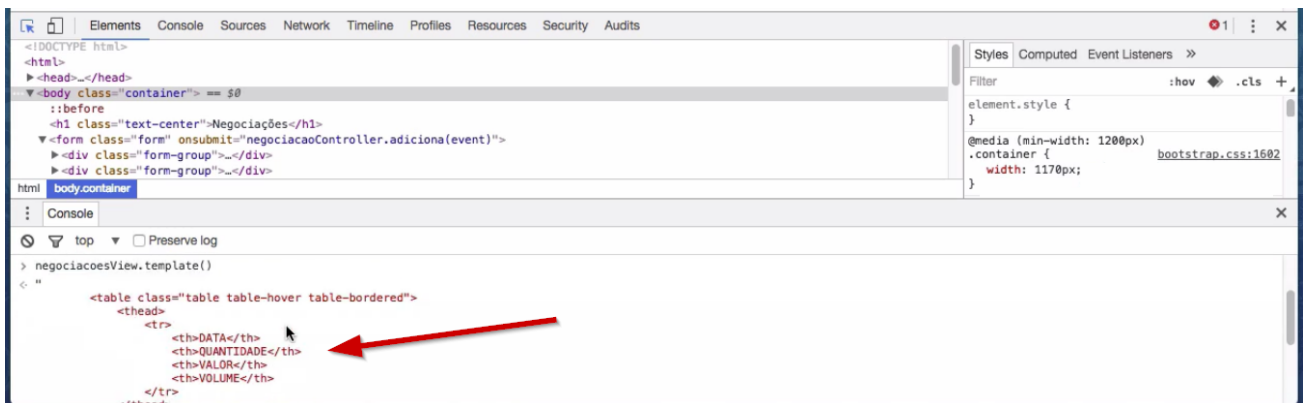 Elements Console Sources Network Timeline Profiles Resources Security Audits 1
<!DOCTYPE html>
<html>
<head>…</head>
<body class="container"> == $0
::before
<h1 class="text-center">Negociações</h1>
<form class="form" onsubmit="negociacaoController.adiciona(event)">
<div class="form-group">…</div>
<div class="form-group">…</div>
html body.container
Styles Computed Event Listeners »
Filter :hov .cls +
element.style {
}
@media (min-width: 1200px)
.container { bootstrap.css:1602
width: 1170px;
}
Console
top ▼ Preserve log
> negociacoesView.template()
"
<table class="table table-hover table-bordered">
<thead>
<tr>
<th>DATA</th>
<th>QUANTIDADE</th>
<th>VALOR</th>
<th>VOLUME</th>
</tr>